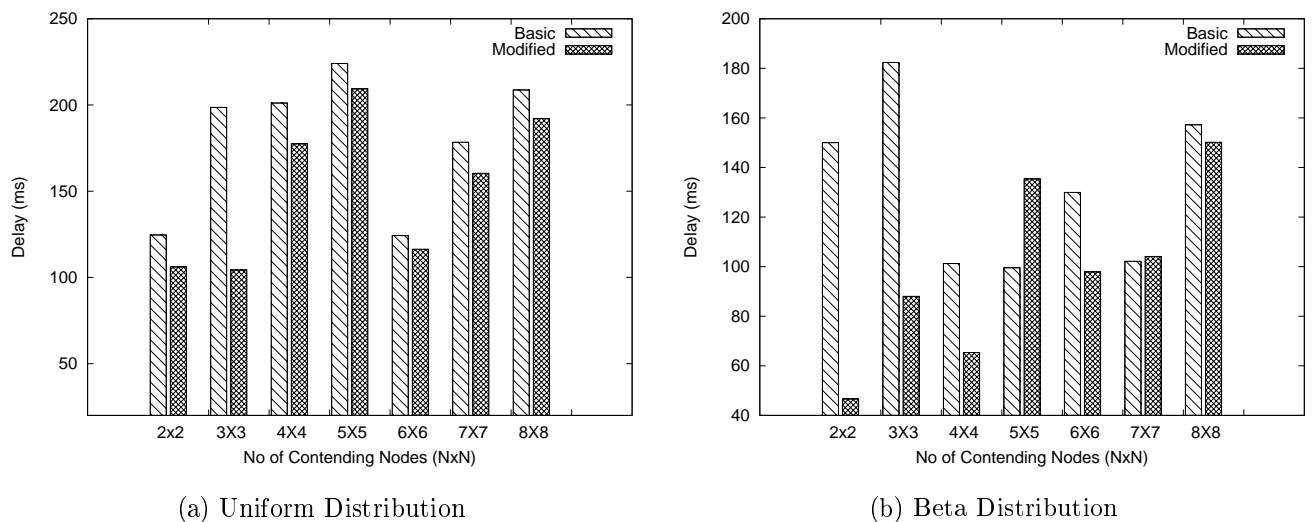 250
200
150
100
50
Delay (ms)
Basic
Modified
2x2 3X3 4X4 5X5 6X6 7X7 8X8
No of Contending Nodes (NxN)
(a) Uniform Distribution
200
180
160
140
120
100
80
60
40
Delay (ms)
Basic
Modified
2x2 3X3 4X4 5X5 6X6 7X7 8X8
No of Contending Nodes (NxN)
(b) Beta Distribution